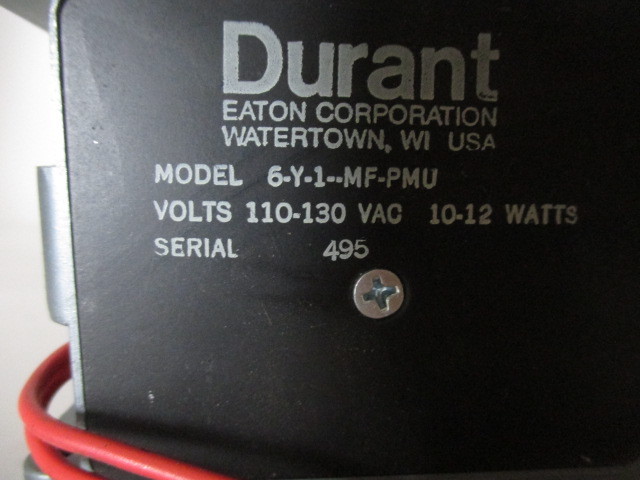 Durant
EATON CORPORATION
WATERTOWN, WI USA
MODEL 6-Y-1--MF-PMU
VOLTS 110-130 VAC 10-12 WATTS
SERIAL 495